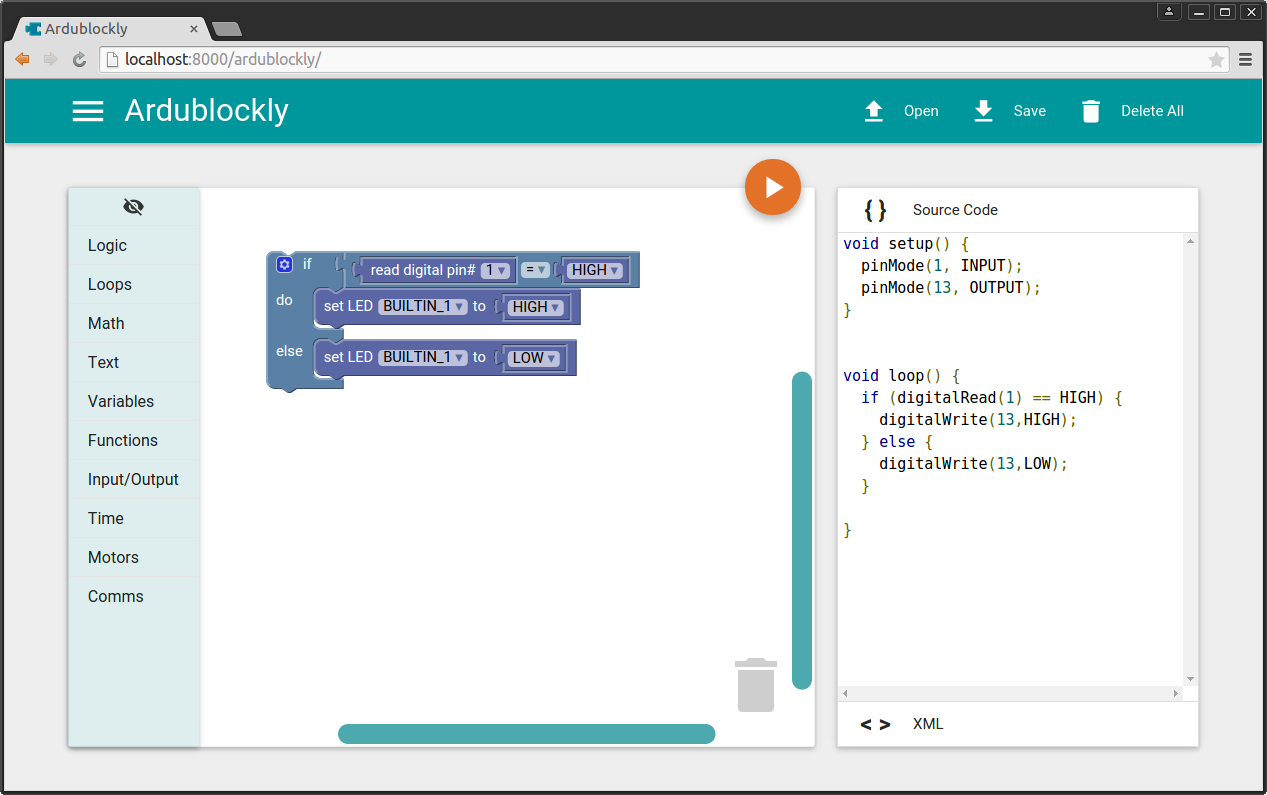 Ardublockly
localhost:8000/ardublockly/
Ardublockly
Open
Save
Delete All
Logic
Loops
Math
Text
Variables
Functions
Input/Output
Time
Motors
Comms
if read digital pin# 1 = HIGH
do set LED BUILTIN_1 to HIGH
else set LED BUILTIN_1 to LOW
{ } Source Code
void setup() {
  pinMode(1, INPUT);
  pinMode(13, OUTPUT);
}
void loop() {
  if (digitalRead(1) == HIGH) {
    digitalWrite(13,HIGH);
  } else {
    digitalWrite(13,LOW);
  }
}
< > XML